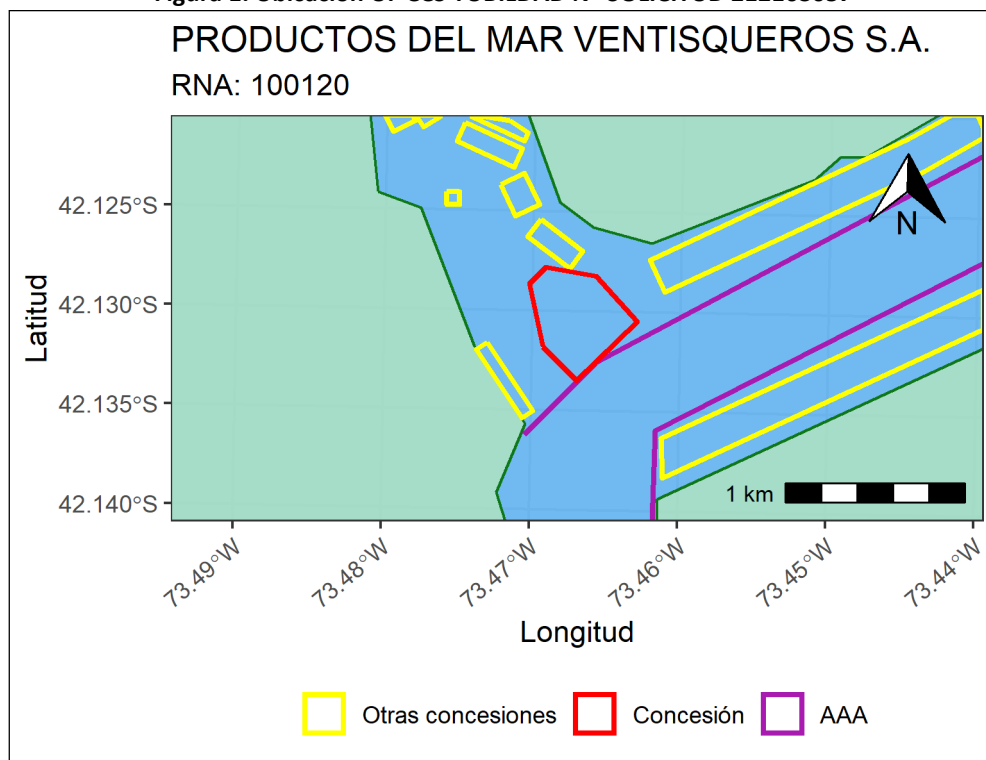 PRODUCTOS DEL MAR VENTISQUEROS S.A.
RNA: 100120
42.125°S
42.130°S
42.135°S
42.140°S
Latitud
N
1 km
73.49°W
73.48°W
73.47°W
73.46°W
73.45°W
73.44°W
Longitud
Otras concesiones
Concesión
AAA